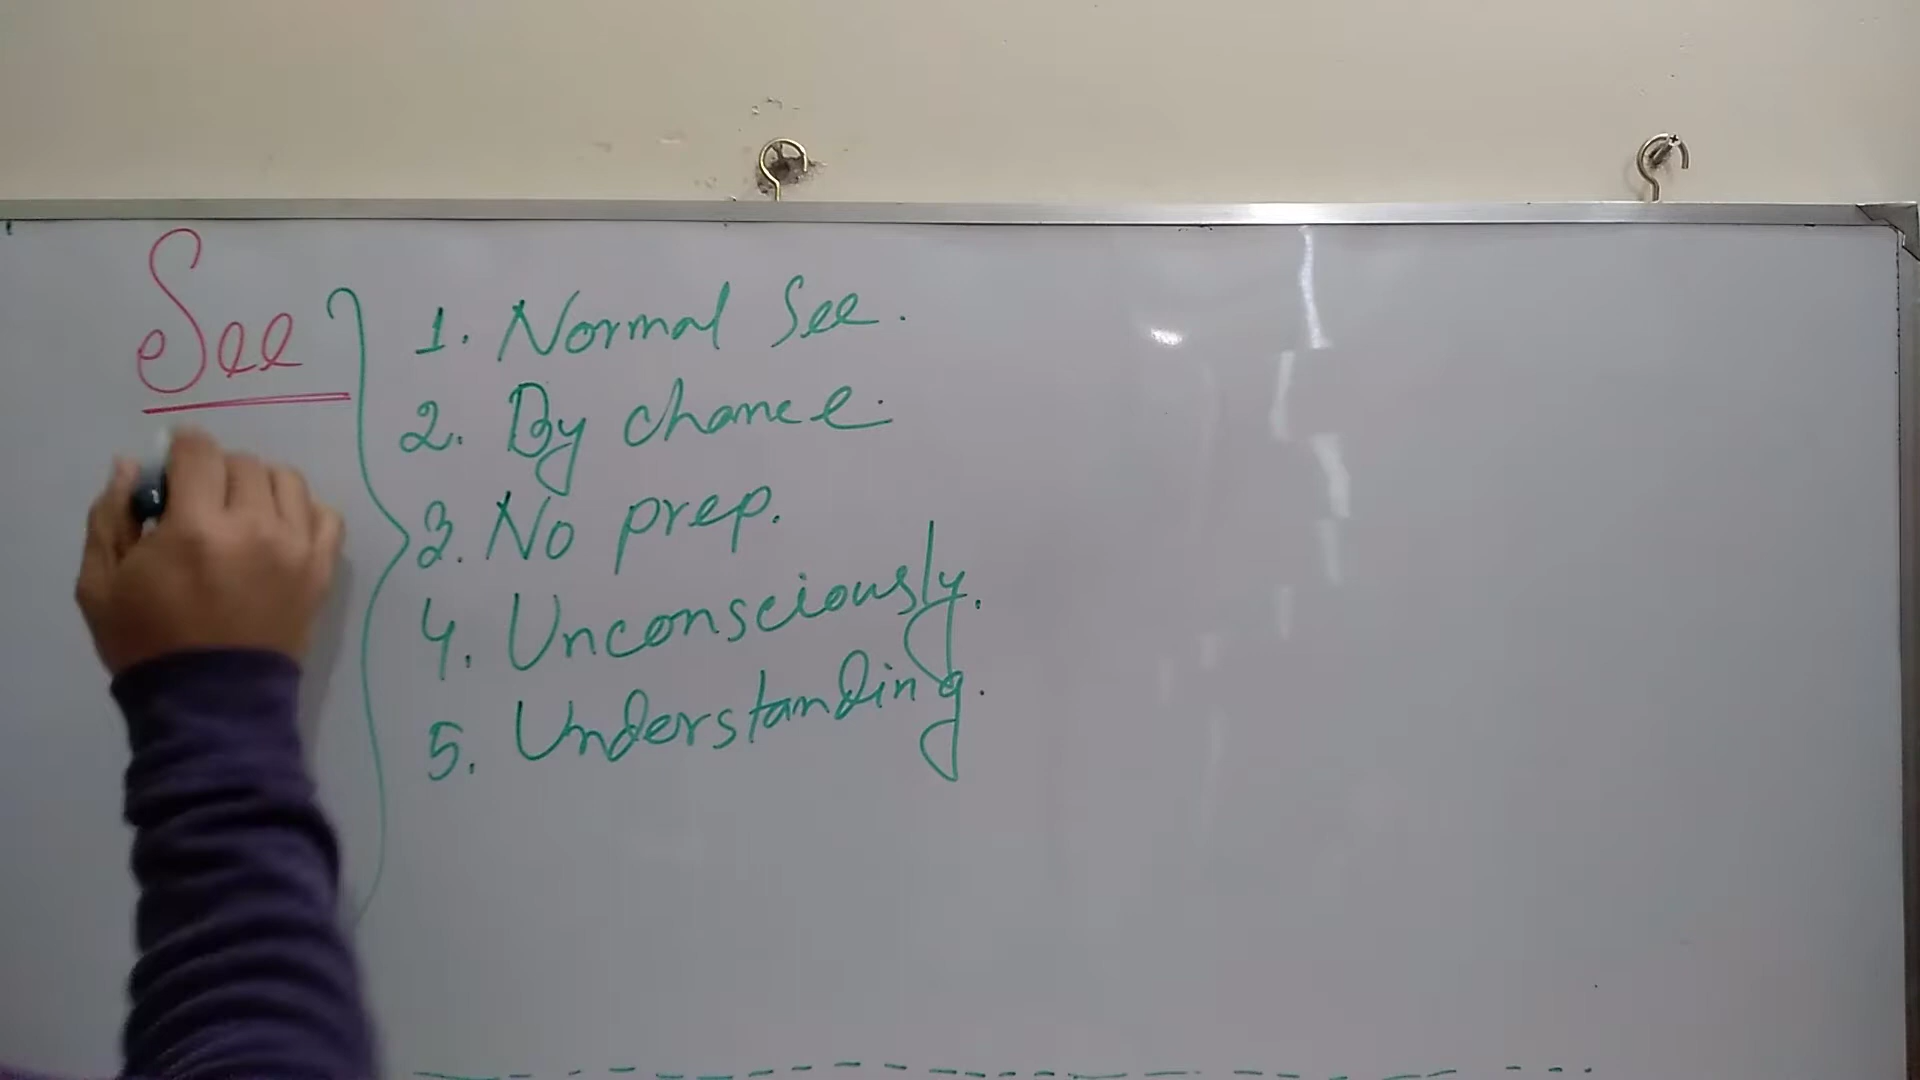 See
1. Normal See.
2. By chance.
3. No prep.
4. Unconsciously.
5. Understanding.